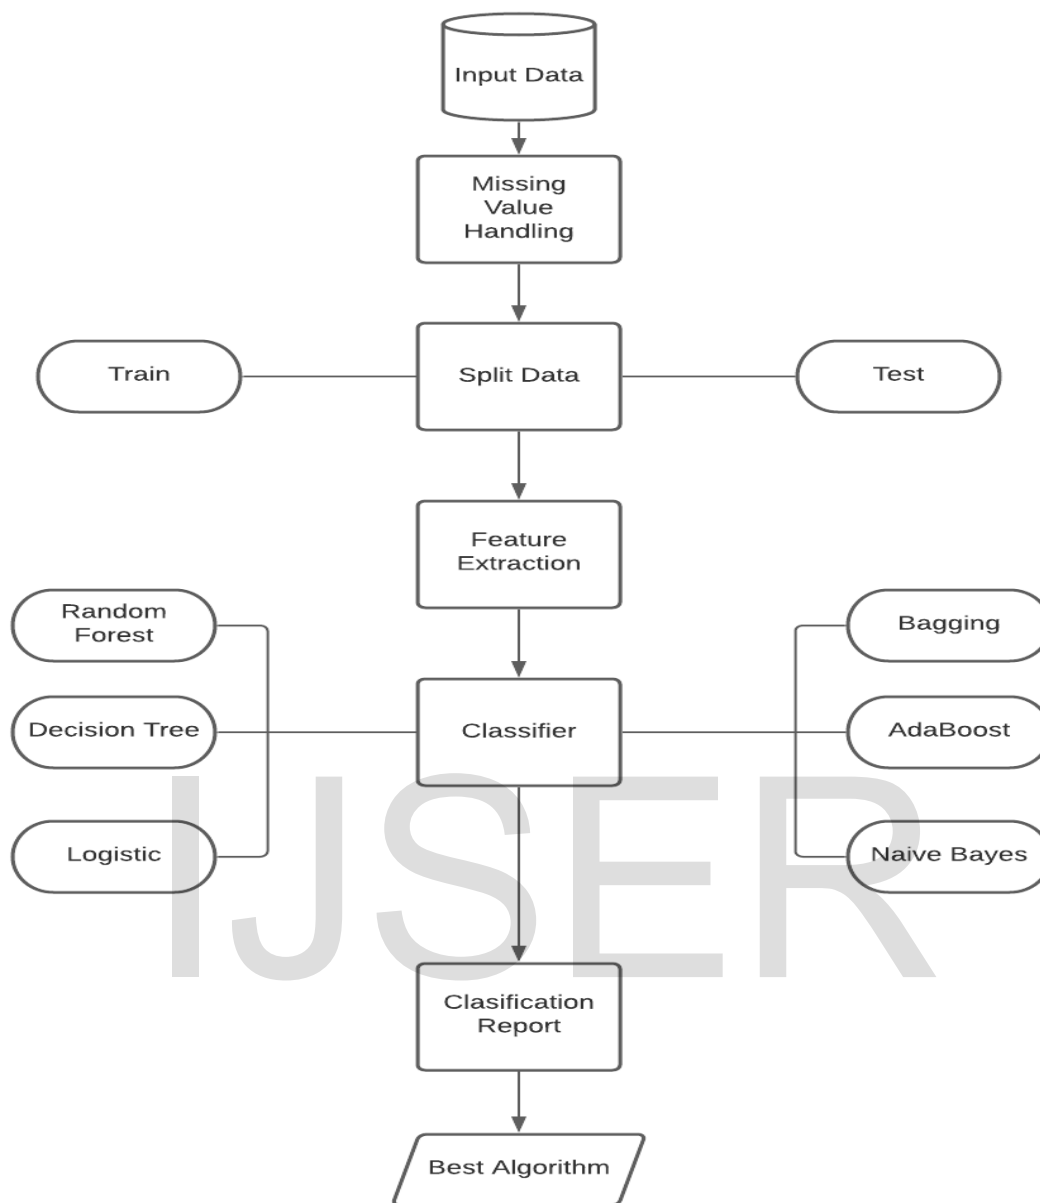 Input Data
Missing
Value
Handling
Train
Split Data
Test
Feature
Extraction
Random
Forest
Bagging
Decision Tree
Classifier
AdaBoost
Logistic
Naive Bayes
IJSER
Clasification
Report
Best Algorithm